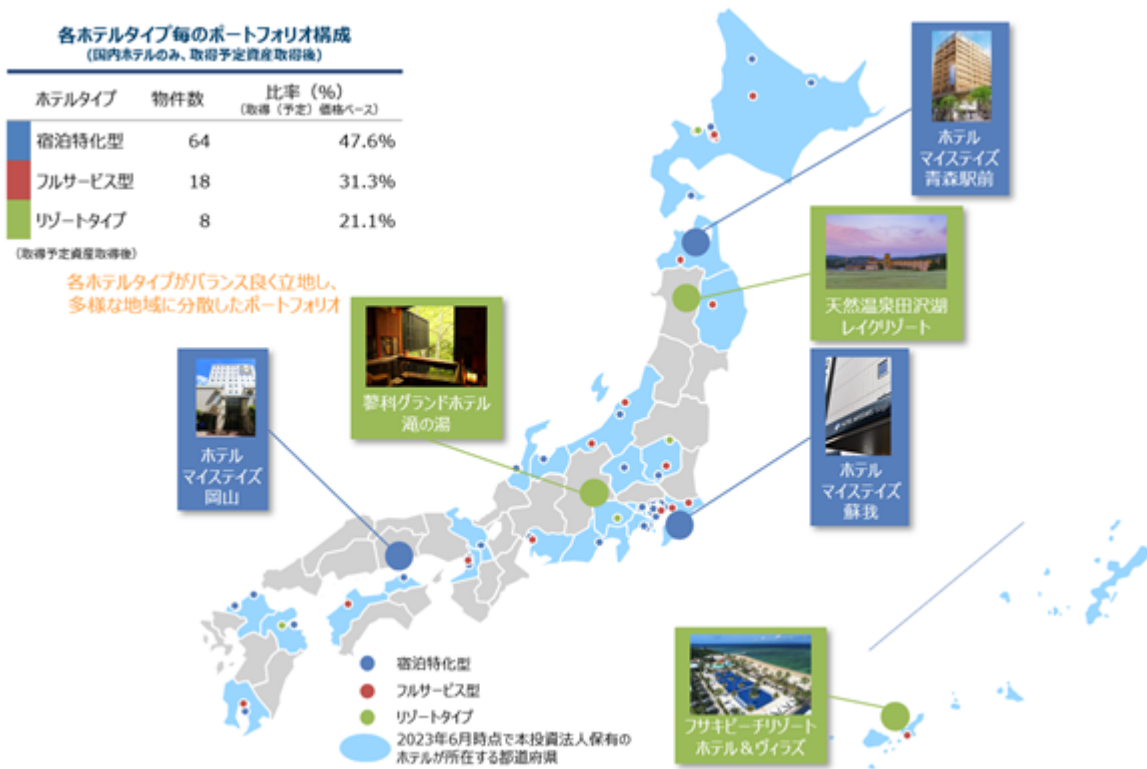 各ホテルタイプ毎のポートフォリオ構成
(国内ホテルのみ、取得予定資産取得後)
ホテルタイプ 物件数 比率（%）
(取得（予定）価格ベース)
宿泊特化型 64 47.6%
フルサービス型 18 31.3%
リゾートタイプ 8 21.1%
(取得予定資産取得後)
各ホテルタイプがバランス良く立地し、
多様な地域に分散したポートフォリオ
ホテル
マイステイズ
青森駅前
天然温泉田沢湖
レイクリゾート
蓼科グランドホテル
滝の湯
ホテル
マイステイズ
岡山
ホテル
マイステイズ
蘇我
フサキビーチリゾート
ホテル＆ヴィラズ
宿泊特化型
フルサービス型
リゾートタイプ
2023年6月時点で本投資法人保有の
ホテルが所在する都道府県